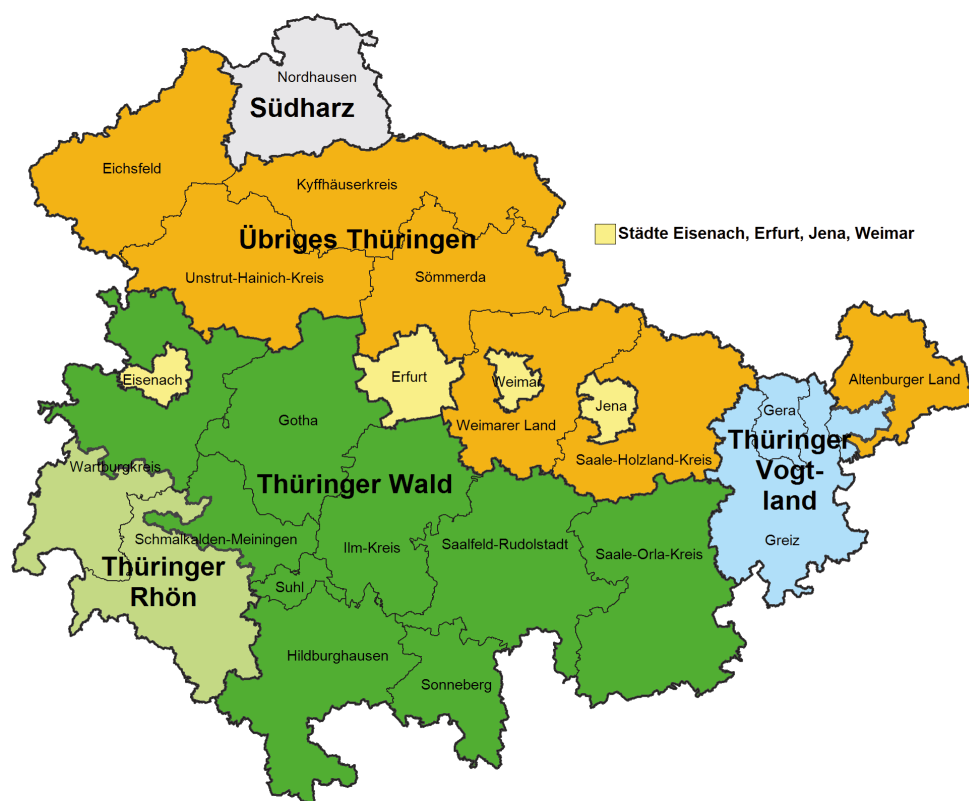 Nordhausen
Südharz
Eichsfeld
Kyffhäuserkreis
Städte Eisenach, Erfurt, Jena, Weimar
Übriges Thüringen
Unstrut-Hainich-Kreis
Sömmerda
Eisenach
Erfurt
Weimar
Jena
Altenburger Land
Gotha
Weimarer Land
Gera
Saale-Holzland-Kreis
Thüringer
Vogt-
land
Wartburgkreis
Thüringer Wald
Schmalkalden-Meiningen
Ilm-Kreis
Saalfeld-Rudolstadt
Saale-Orla-Kreis
Greiz
Thüringer
Rhön
Suhl
Hildburghausen
Sonneberg